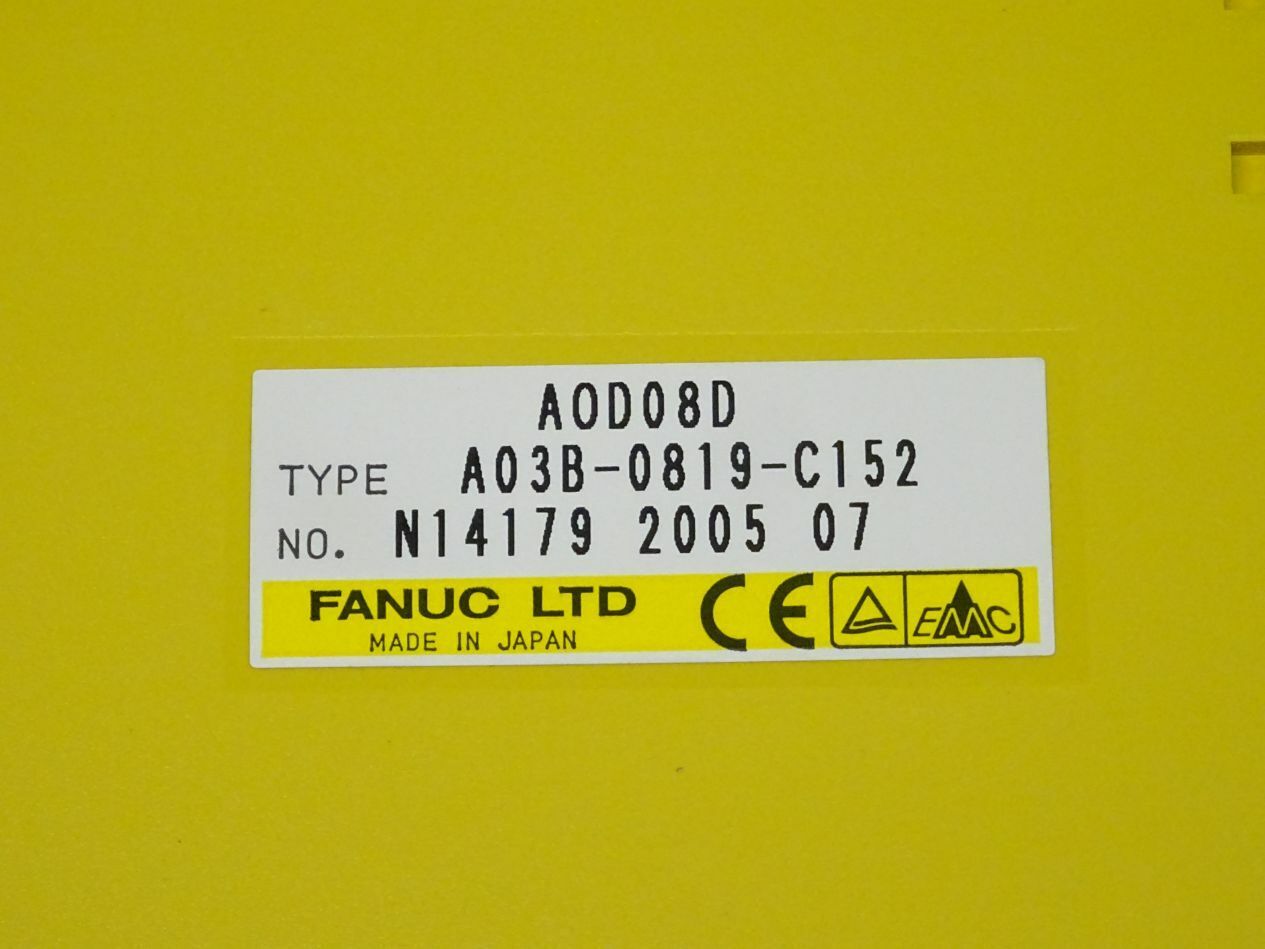 AOD08D
TYPE A03B-0819-C152
NO. N14179 2005 07
FANUC LTD
MADE IN JAPAN
CE EMC